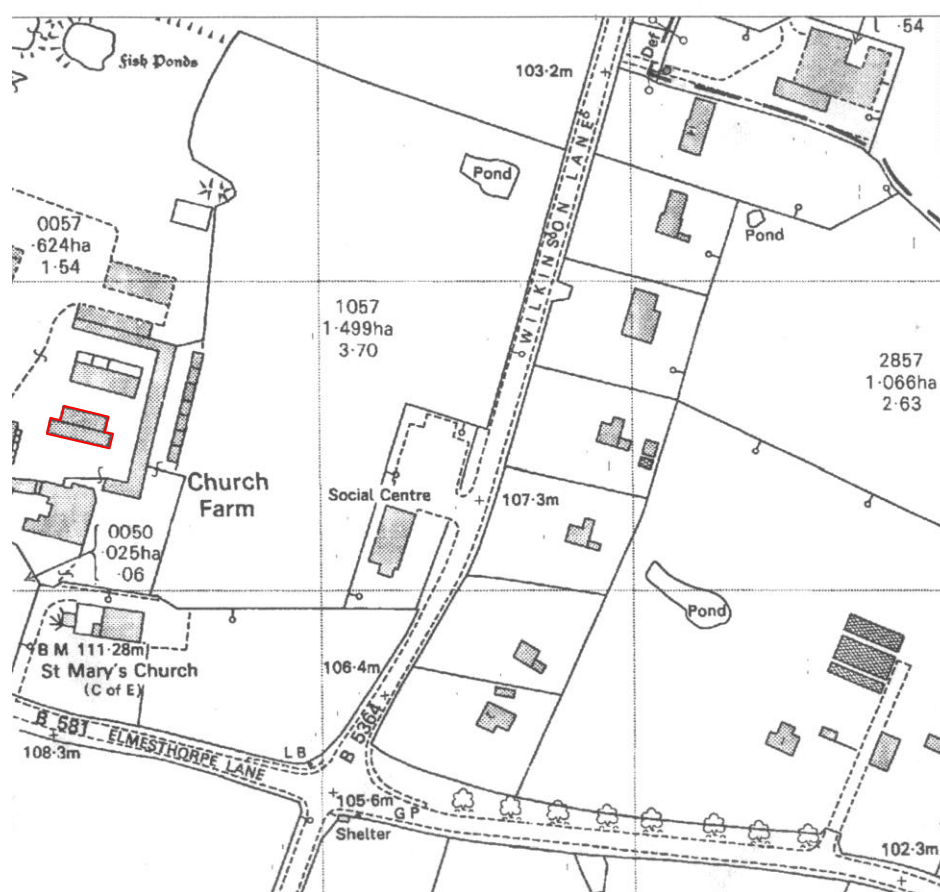 ·54
Fish Ponds
103·2m
Def
Pond
WILKINSON LANE
Pond
0057
·624ha
1·54
1057
1·499ha
3·70
2857
1·066ha
2·63
Church
Farm
Social Centre
107·3m
0050
·025ha
·06
Pond
B M 111·28m
St Mary's Church
(C of E)
106·4m
B 5364
B 581
ELMESTHORPE LANE
L B
108·3m
105·6m
G P
Shelter
102·3m